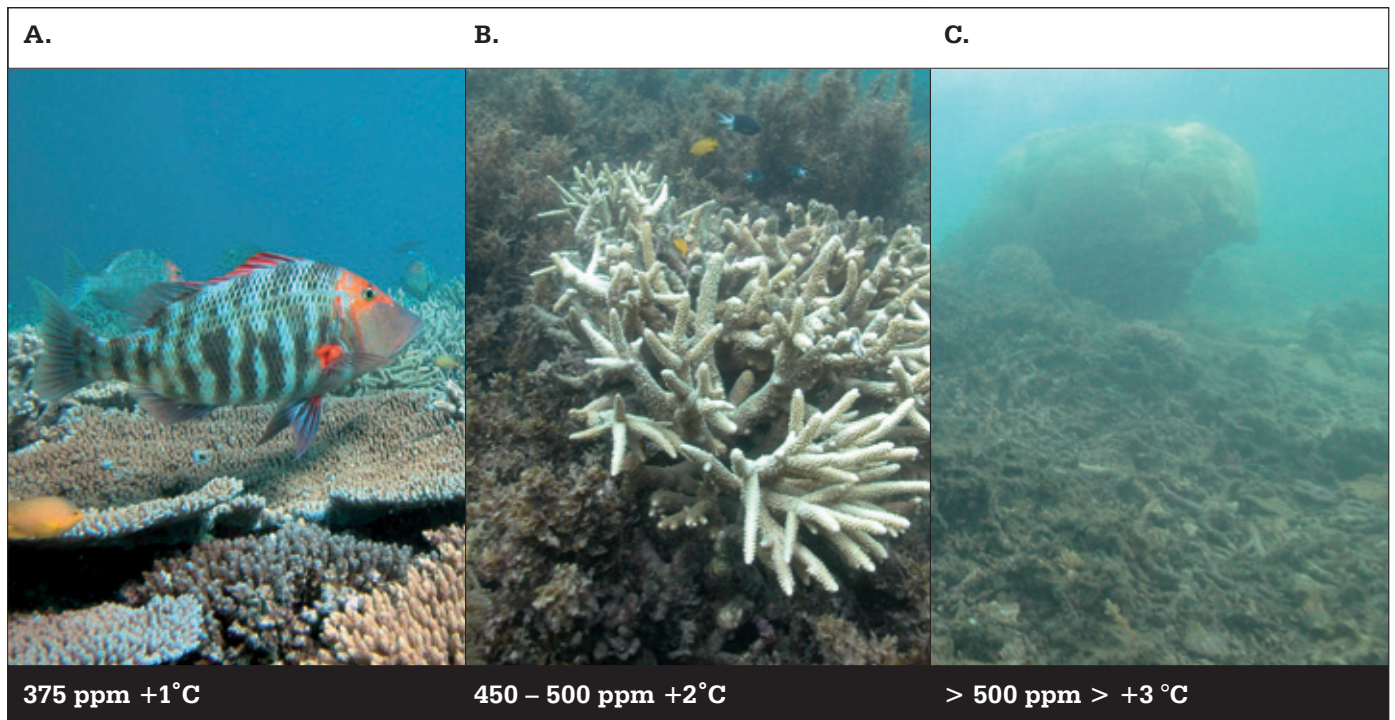 A.
B.
C.
375 ppm +1˚C
450 – 500 ppm +2˚C
> 500 ppm > +3 °C